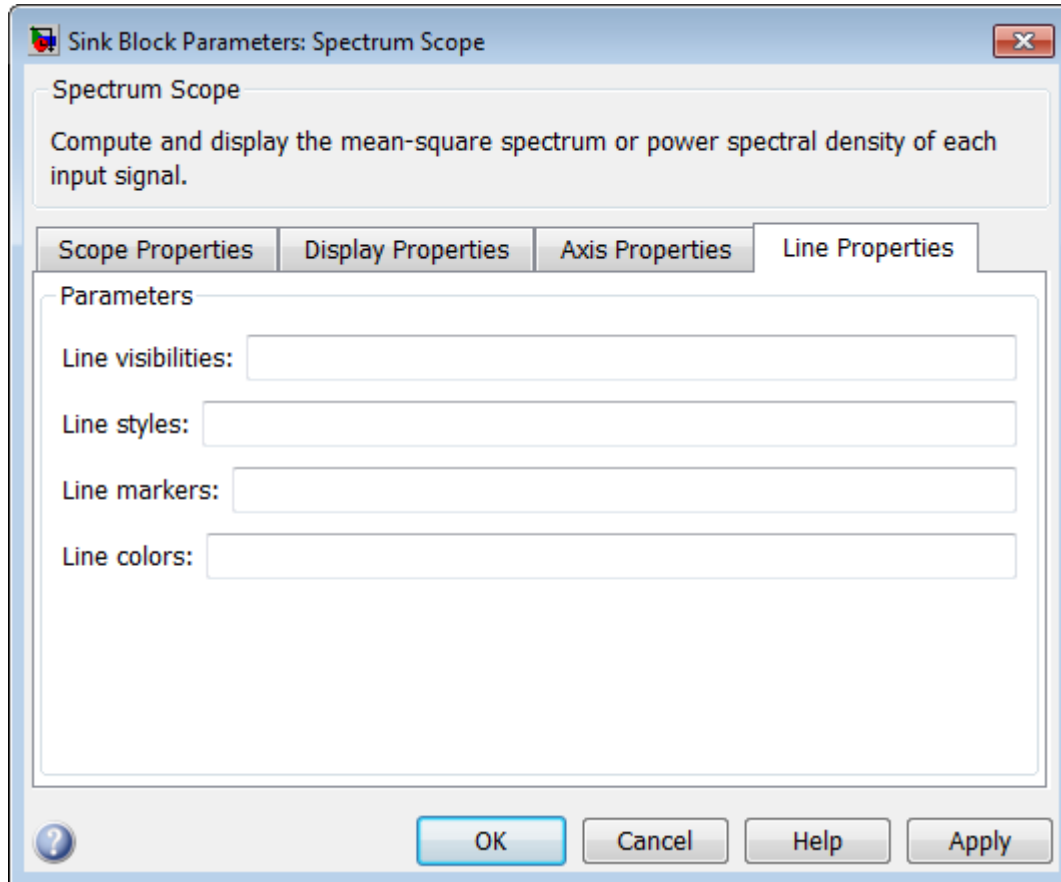 Sink Block Parameters: Spectrum Scope
Spectrum Scope
Compute and display the mean-square spectrum or power spectral density of each
input signal.
Scope Properties
Display Properties
Axis Properties
Line Properties
Parameters
Line visibilities:
Line styles:
Line markers:
Line colors:
?
OK
Cancel
Help
Apply